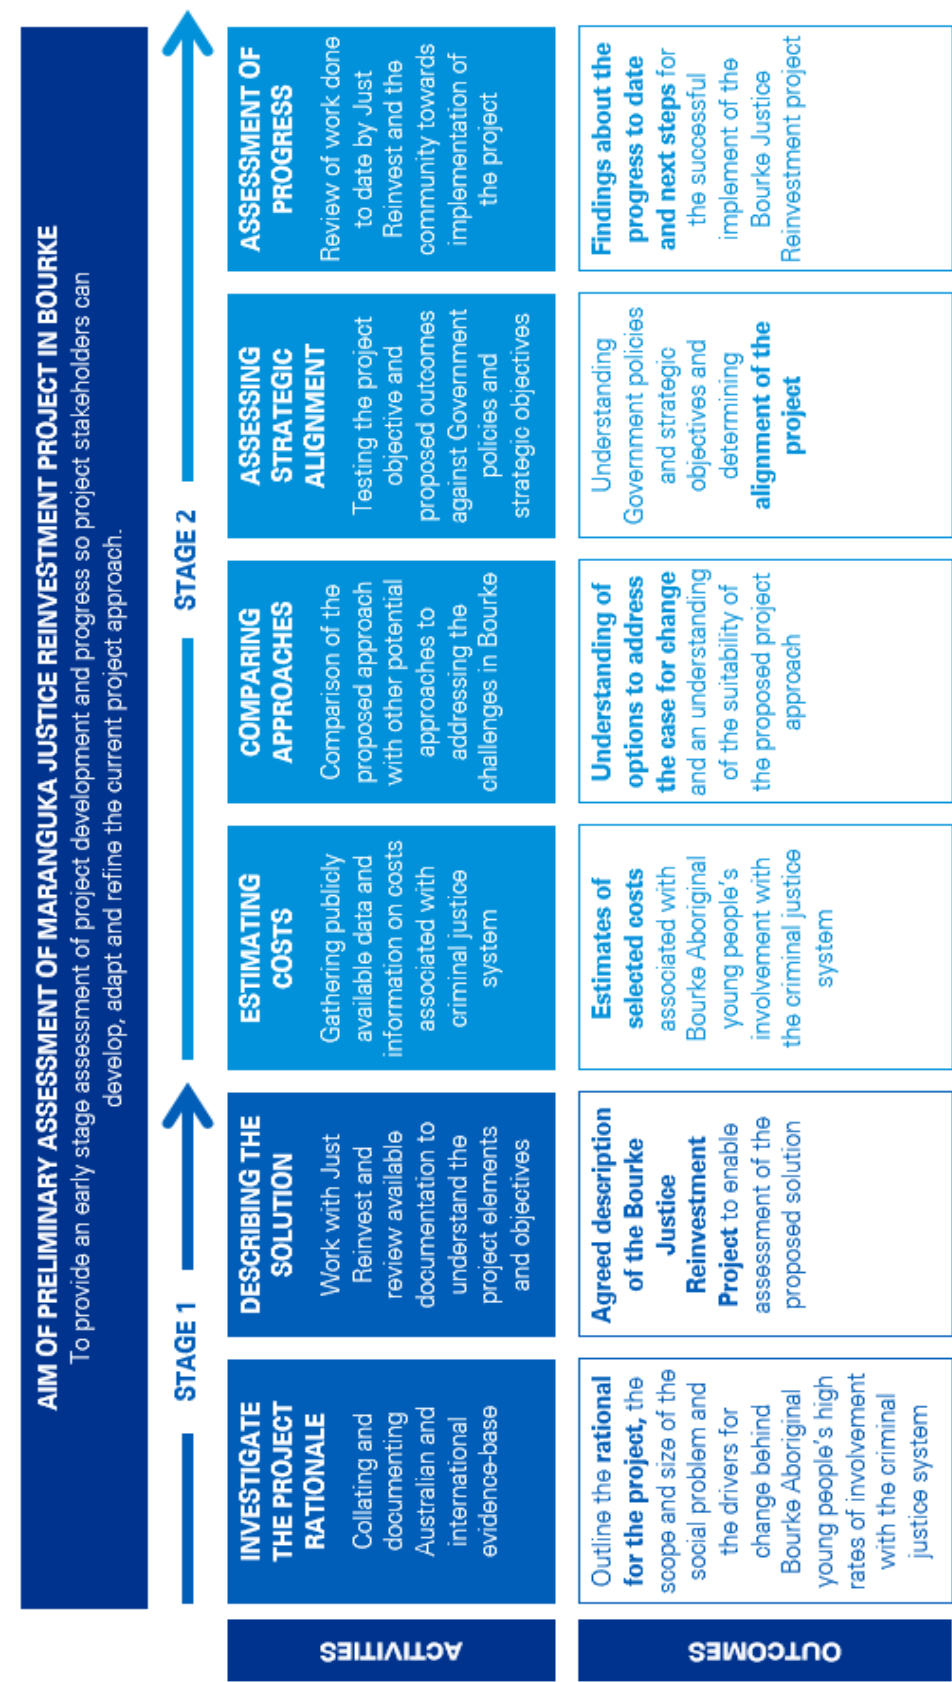 AIM OF PRELIMINARY ASSESSMENT OF MARANGUKA JUSTICE REINVESTMENT PROJECT IN BOURKE
To provide an early stage assessment of project development and progress so project stakeholders can
develop, adapt and refine the current project approach.
STAGE 1
STAGE 2
ACTIVITIES
INVESTIGATE
THE PROJECT
RATIONALE
Collating and
documenting
Australian and
international
evidence-base
DESCRIBING THE
SOLUTION
Work with Just
Reinvest and
review available
documentation to
understand the
project elements
and objectives
ESTIMATING
COSTS
Gathering publicly
available data and
information on costs
associated with
criminal justice
system
COMPARING
APPROACHES
Comparison of the
proposed approach
with other potential
approaches to
addressing the
challenges in Bourke
ASSESSING
STRATEGIC
ALIGNMENT
Testing the project
objective and
proposed outcomes
against Government
policies and
strategic objectives
ASSESSMENT OF
PROGRESS
Review of work done
to date by Just
Reinvest and the
community towards
implementation of
the project
OUTCOMES
Outline the rational
for the project, the
scope and size of the
social problem and
the drivers for
change behind
Bourke Aboriginal
young people's high
rates of involvement
with the criminal
justice system
Agreed description
of the Bourke
Justice
Reinvestment
Project to enable
assessment of the
proposed solution
Estimates of
selected costs
associated with
Bourke Aboriginal
young people's
involvement with
the criminal justice
system
Understanding of
options to address
the case for change
and an understanding
of the suitability of
the proposed project
approach
Understanding
Government policies
and strategic
objectives and
determining
alignment of the
project
Findings about the
progress to date
and next steps for
the successful
implement of the
Bourke Justice
Reinvestment project